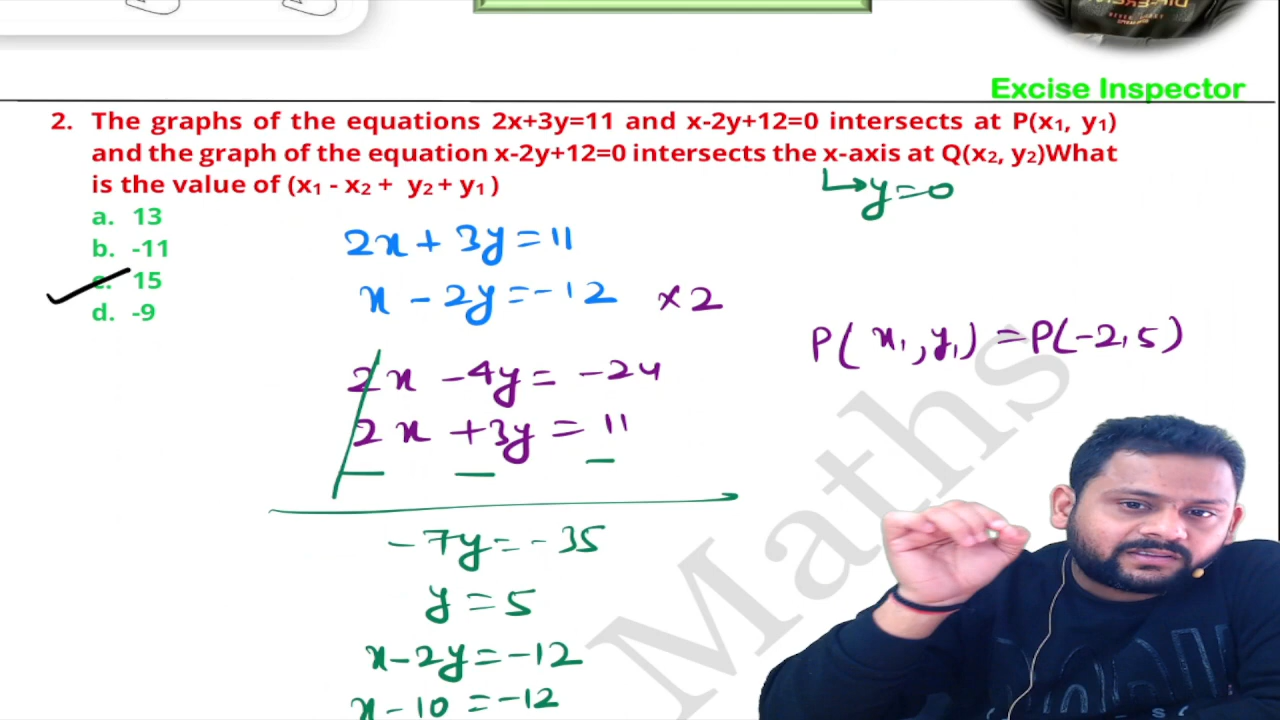 Excise Inspector
2. The graphs of the equations 2x+3y=11 and x-2y+12=0 intersects at P(x₁, y₁)
and the graph of the equation x-2y+12=0 intersects the x-axis at Q(x₂, y₂)What
is the value of (x₁ - x₂ + y₂ + y₁ )
↳y=0
a. 13
b. -11
c. 15
d. -9
2x + 3y = 11
x - 2y = -12 ×2
P(x₁, y₁) = P(-2, 5)
2x - 4y = -24
2x + 3y = 11
- - -
-7y = -35
y = 5
x - 2y = -12
x - 10 = -12
Maths